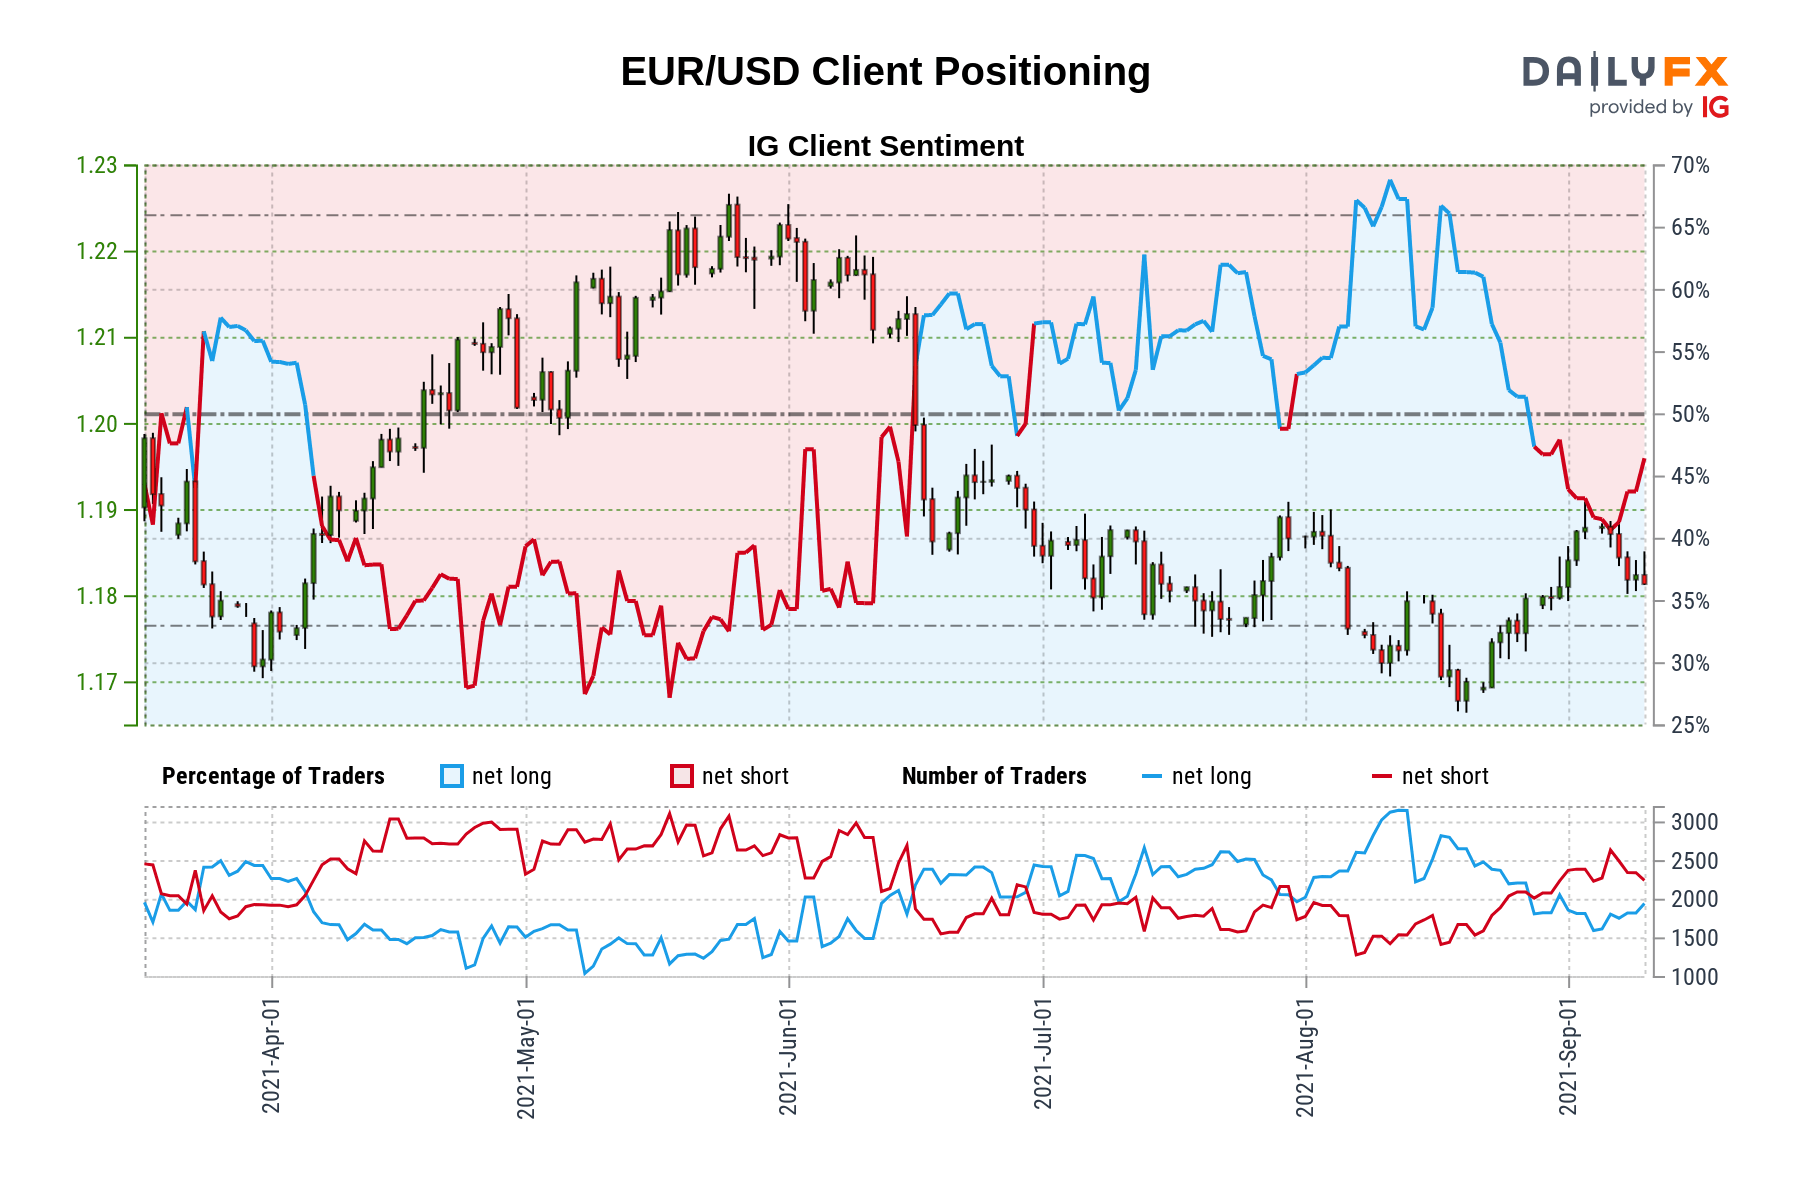 EUR/USD Client Positioning
DAILYFX
provided by IG
IG Client Sentiment
1.23
1.22
1.21
1.20
1.19
1.18
1.17
70%
65%
60%
55%
50%
45%
40%
35%
30%
25%
Percentage of Traders net long net short Number of Traders net long net short
3000
2500
2000
1500
1000
2021-Apr-01
2021-May-01
2021-Jun-01
2021-Jul-01
2021-Aug-01
2021-Sep-01